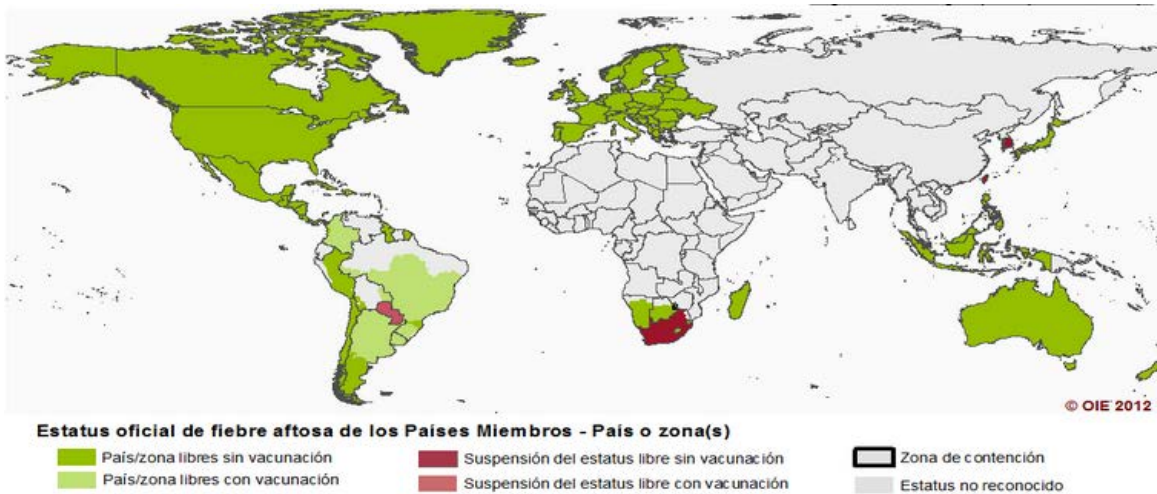 © OIE 2012
Estatus oficial de fiebre aftosa de los Países Miembros - País o zona(s)
País/zona libres sin vacunación
Suspensión del estatus libre sin vacunación
Zona de contención
País/zona libres con vacunación
Suspensión del estatus libre con vacunación
Estatus no reconocido